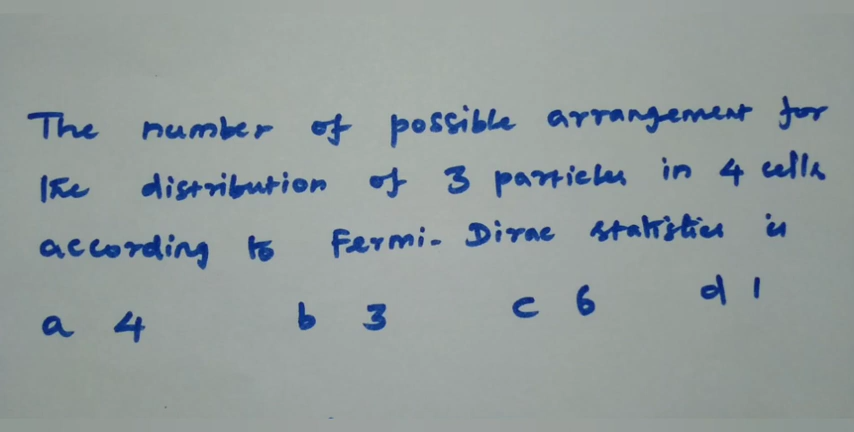 The number of possible arrangement for
the distribution of 3 particles in 4 cells
according to Fermi-Dirac statistics is
a 4 b 3 c 6 d 1